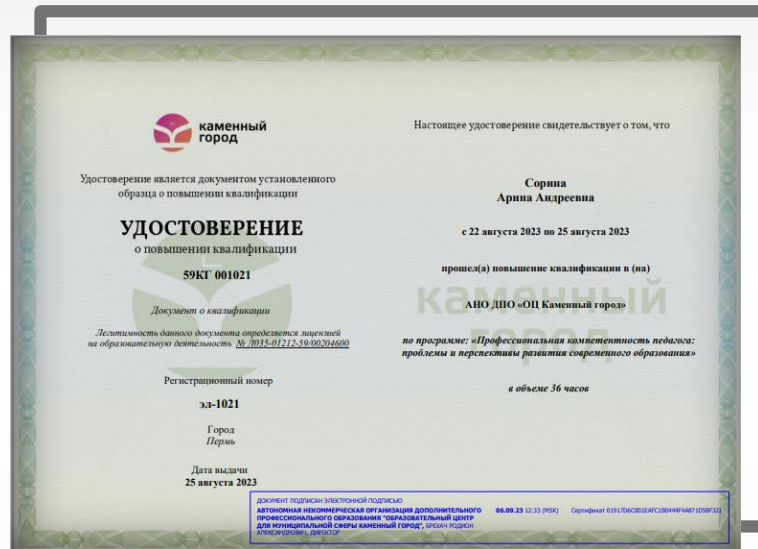 каменный
город
Удостоверение является документом установленного
образца о повышении квалификации
УДОСТОВЕРЕНИЕ
о повышении квалификации
59КГ 001021
Документ о квалификации
Легитимность данного документа определяется лицензией
на образовательную деятельность № Л035-01212-59/00204600
Регистрационный номер
эл-1021
Город
Пермь
Дата выдачи
25 августа 2023
Настоящее удостоверение свидетельствует о том, что
Сорина
Арина Андреевна
с 22 августа 2023 по 25 августа 2023
прошел(а) повышение квалификации в (на)
АНО ДПО «ОЦ Каменный город»
по программе: «Профессиональная компетентность педагога:
проблемы и перспективы развития современного образования»
в объеме 36 часов
каменный
город
ДОКУМЕНТ ПОДПИСАН ЭЛЕКТРОННОЙ ПОДПИСЬЮ
АВТОНОМНАЯ НЕКОММЕРЧЕСКАЯ ОРГАНИЗАЦИЯ ДОПОЛНИТЕЛЬНОГО
ПРОФЕССИОНАЛЬНОГО ОБРАЗОВАНИЯ "ОБРАЗОВАТЕЛЬНЫЙ ЦЕНТР
ДЛЯ МУНИЦИПАЛЬНОЙ СФЕРЫ КАМЕННЫЙ ГОРОД", БРЕХАЧ РОДИОН
АЛЕКСАНДРОВИЧ, ДИРЕКТОР
06.09.23 12:33 (MSK) Сертификат